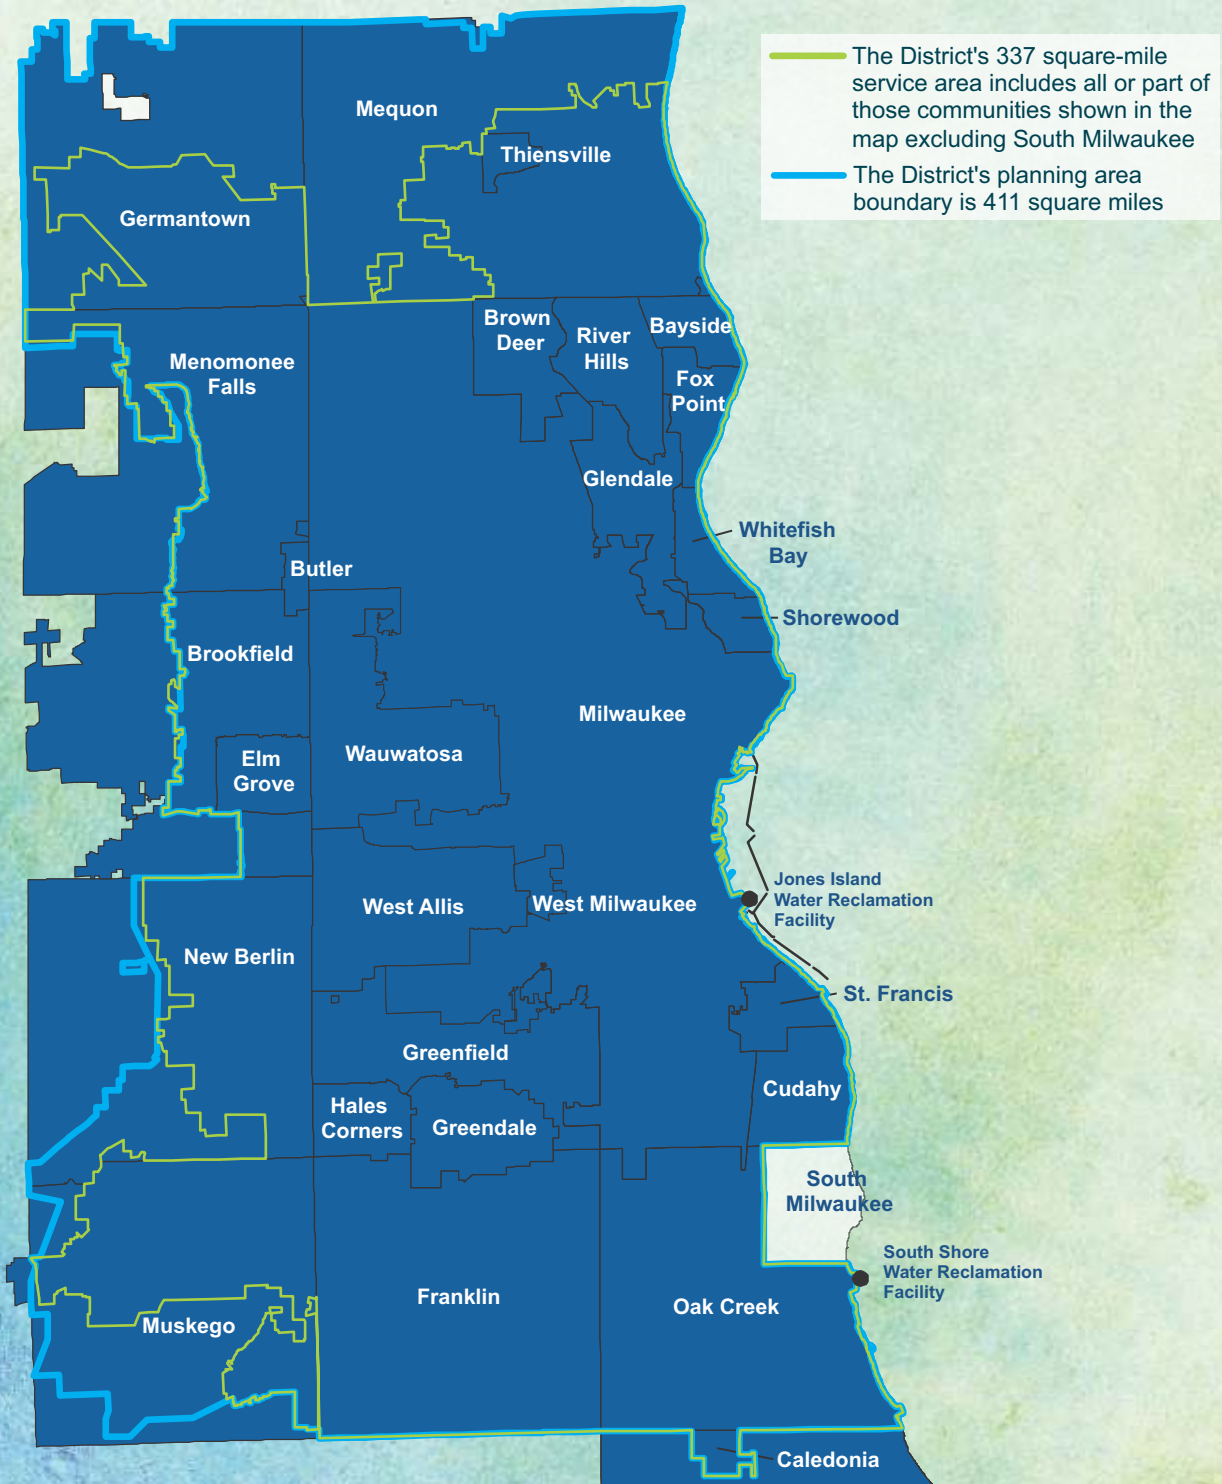 The District's 337 square-mile
service area includes all or part of
those communities shown in the
map excluding South Milwaukee
The District's planning area
boundary is 411 square miles
Mequon
Thiensville
Germantown
Brown
Deer
River
Hills
Bayside
Menomonee
Falls
Fox
Point
Glendale
Whitefish
Bay
Butler
Shorewood
Brookfield
Milwaukee
Wauwatosa
Elm
Grove
Jones Island
Water Reclamation
Facility
West Allis
West Milwaukee
New Berlin
St. Francis
Greenfield
Cudahy
Hales
Corners
Greendale
South
Milwaukee
South Shore
Water Reclamation
Facility
Franklin
Oak Creek
Muskego
Caledonia